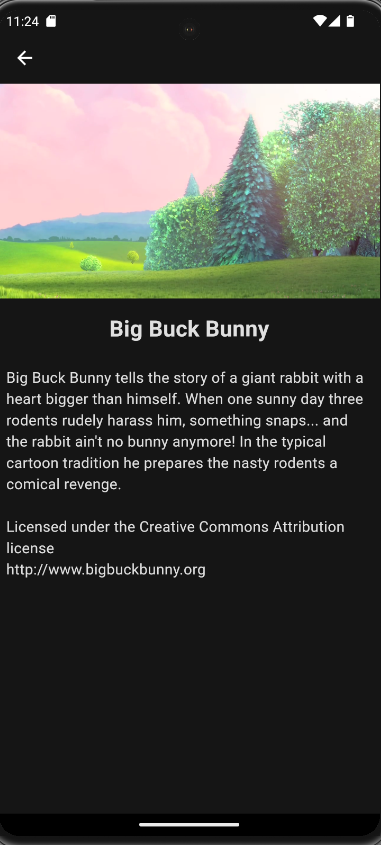 11:24
Big Buck Bunny
Big Buck Bunny tells the story of a giant rabbit with a
heart bigger than himself. When one sunny day three
rodents rudely harass him, something snaps... and
the rabbit ain't no bunny anymore! In the typical
cartoon tradition he prepares the nasty rodents a
comical revenge.
Licensed under the Creative Commons Attribution
license
http://www.bigbuckbunny.org